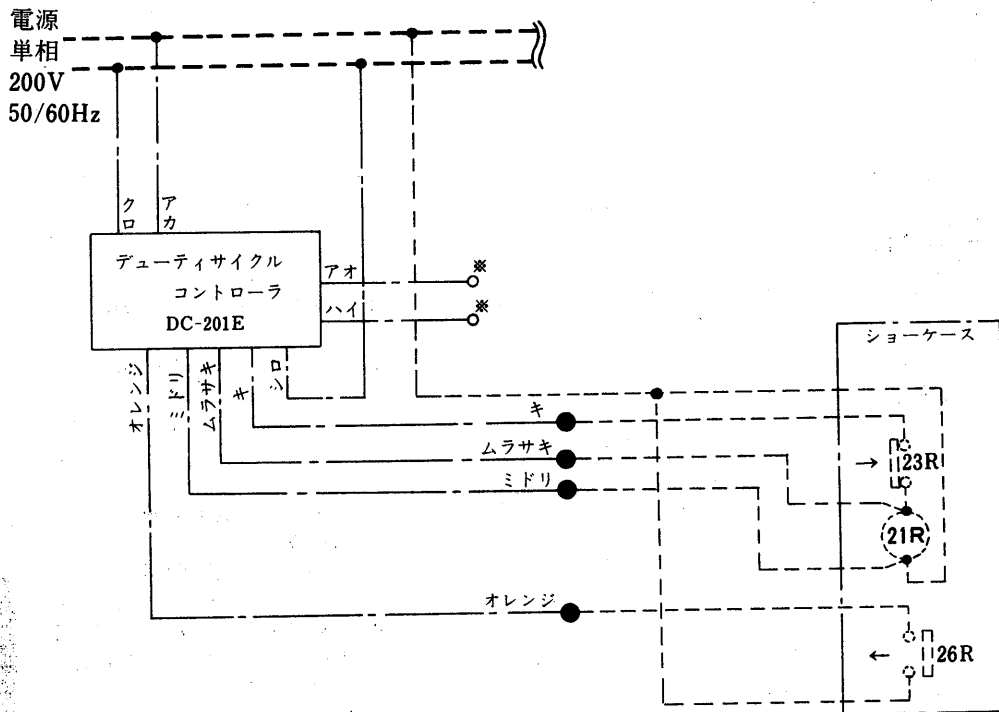 電源
単相
200V
50/60Hz
クロ
アカ
デューティサイクル
コントローラ
DC-201E
アオ
※
ハイ
※
オレンジ
ミドリ
ムラサキ
キ
シロ
ショーケース
キ
ムラサキ
ミドリ
→
23R
21R
オレンジ
←
26R